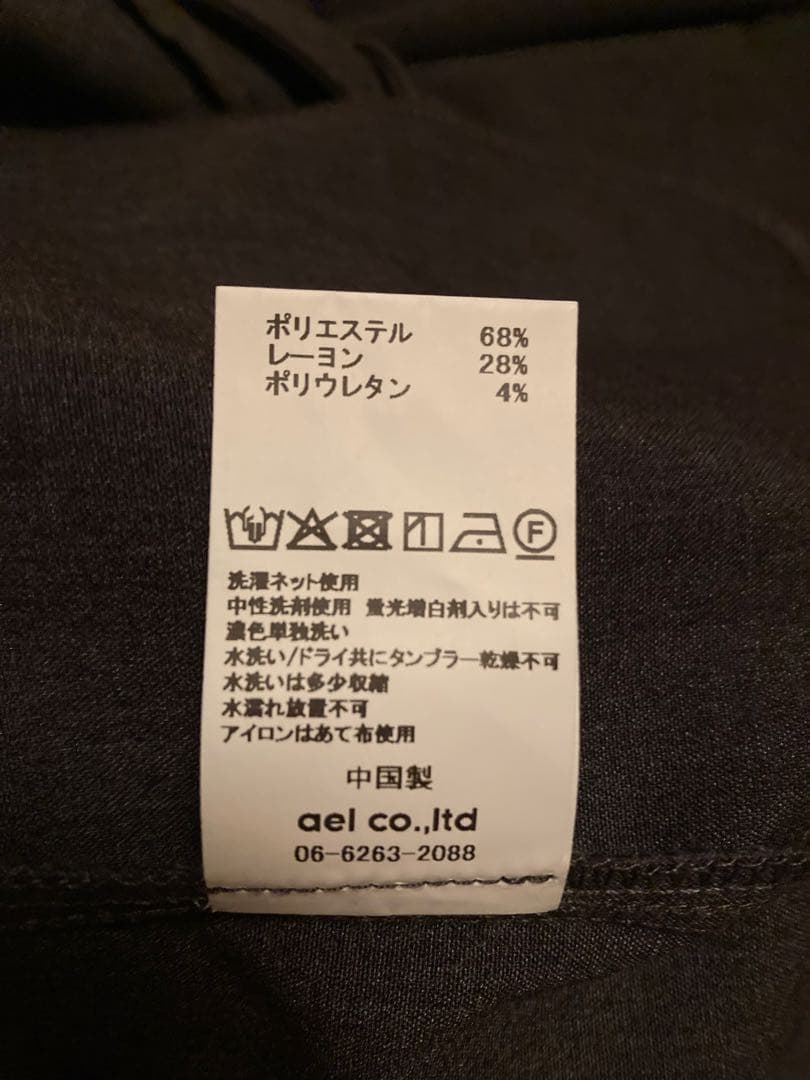 ポリエステル 68%
レーヨン 28%
ポリウレタン 4%
F
洗濯ネット使用
中性洗剤使用 蛍光増白剤入りは不可
濃色単独洗い
水洗い/ドライ共にタンブラー乾燥不可
水洗いは多少収縮
水濡れ放置不可
アイロンはあて布使用
中国製
ael co.,ltd
06-6263-2088